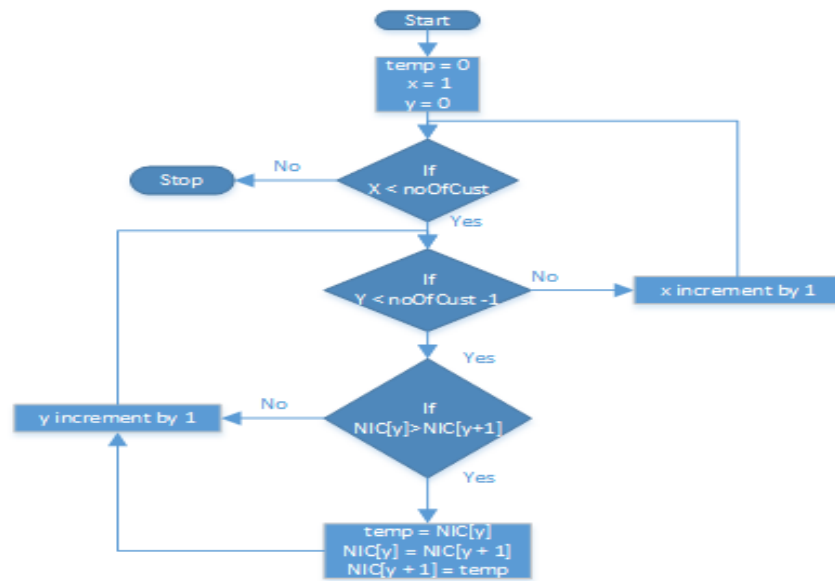 Start
temp = 0
x = 1
y = 0
If
X < noOfCust
No
Stop
Yes
If
Y < noOfCust -1
No
x increment by 1
Yes
If
NIC[y]>NIC[y+1]
No
y increment by 1
Yes
temp = NIC[y]
NIC[y] = NIC[y + 1]
NIC[y + 1] = temp